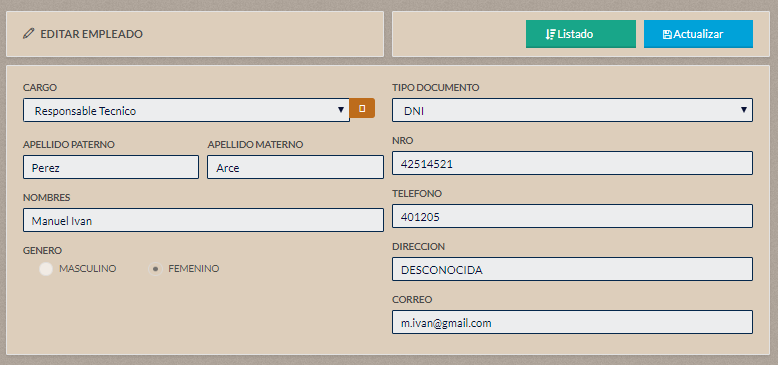 EDITAR EMPLEADO
Listado
Actualizar
CARGO
Responsable Tecnico
APELLIDO PATERNO APELLIDO MATERNO
Perez Arce
NOMBRES
Manuel Ivan
GENERO
MASCULINO FEMENINO
TIPO DOCUMENTO
DNI
NRO
42514521
TELEFONO
401205
DIRECCION
DESCONOCIDA
CORREO
m.ivan@gmail.com